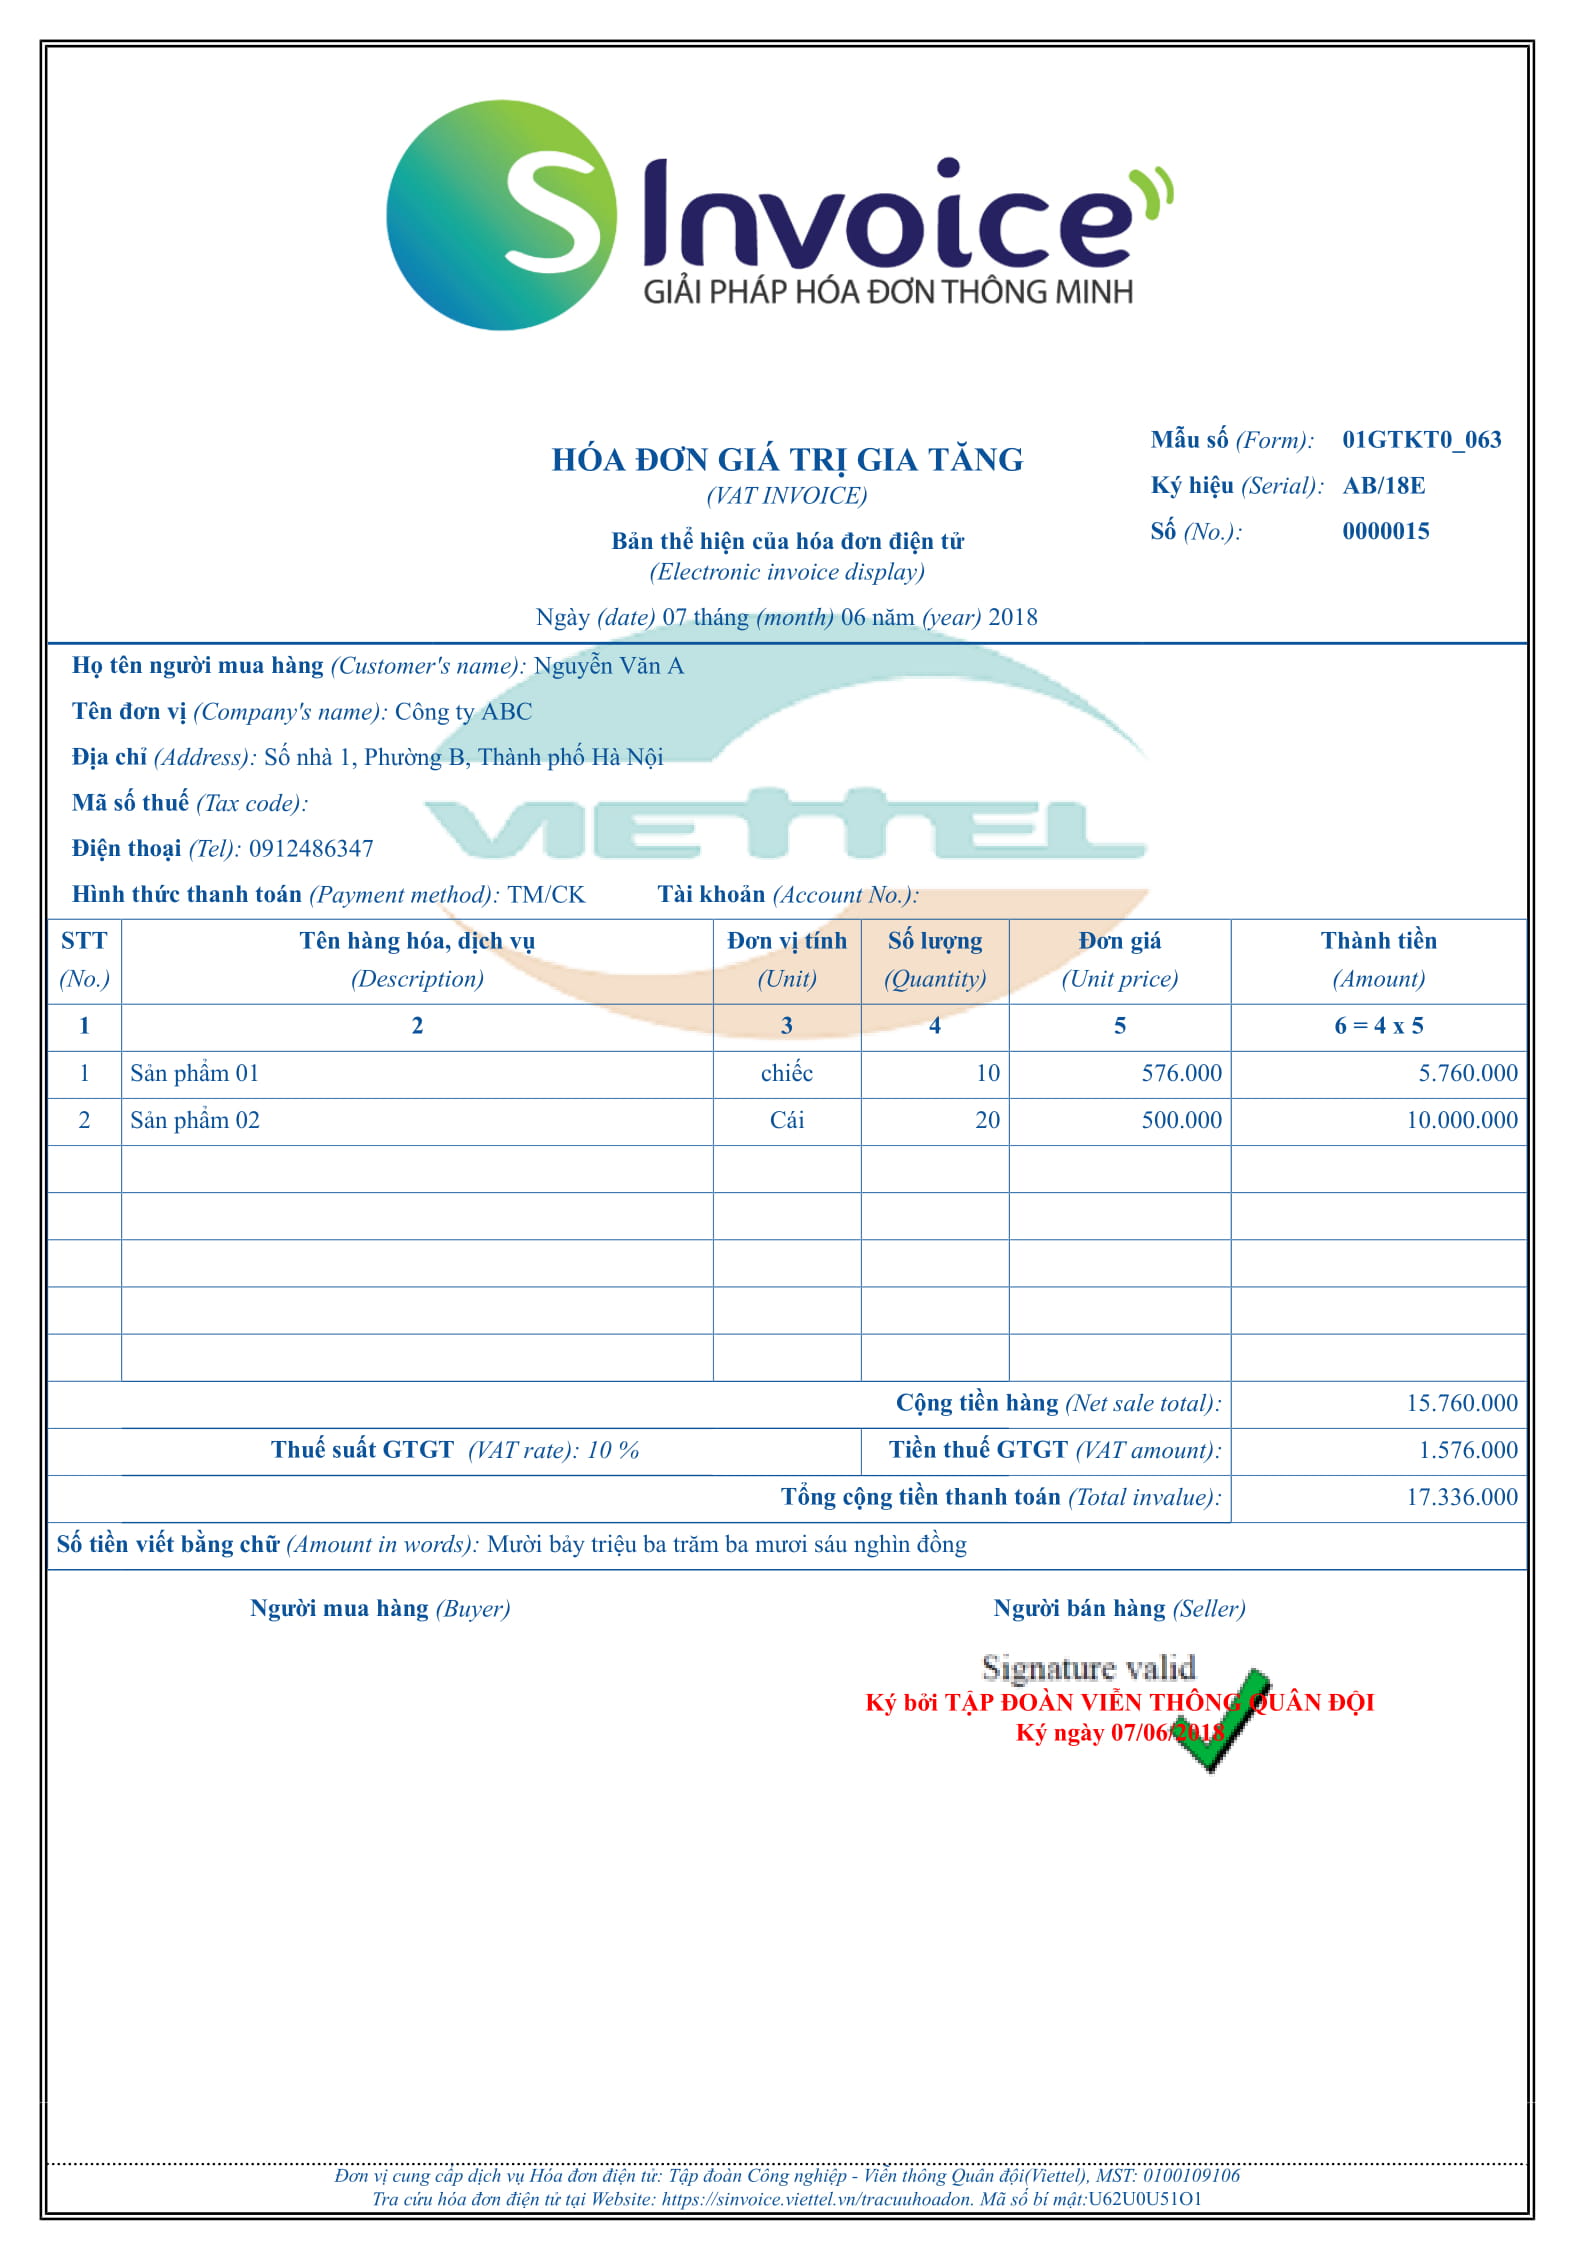 S Invoice
GIẢI PHÁP HÓA ĐƠN THÔNG MINH
HÓA ĐƠN GIÁ TRỊ GIA TĂNG
(VAT INVOICE)
Bản thể hiện của hóa đơn điện tử
(Electronic invoice display)
Ngày (date) 07 tháng (month) 06 năm (year) 2018
Mẫu số (Form): 01GTKT0_063
Ký hiệu (Serial): AB/18E
Số (No.): 0000015
Họ tên người mua hàng (Customer's name): Nguyễn Văn A
Tên đơn vị (Company's name): Công ty ABC
Địa chỉ (Address): Số nhà 1, Phường B, Thành phố Hà Nội
Mã số thuế (Tax code):
VIETTEL
Điện thoại (Tel): 0912486347
Hình thức thanh toán (Payment method): TM/CK Tài khoản (Account No.):
STT Tên hàng hóa, dịch vụ Đơn vị tính Số lượng Đơn giá Thành tiền
(No.) (Description) (Unit) (Quantity) (Unit price) (Amount)
1 2 3 4 5 6 = 4 x 5
1 Sản phẩm 01 chiếc 10 576.000 5.760.000
2 Sản phẩm 02 Cái 20 500.000 10.000.000
Cộng tiền hàng (Net sale total): 15.760.000
Thuế suất GTGT (VAT rate): 10 % Tiền thuế GTGT (VAT amount): 1.576.000
Tổng cộng tiền thanh toán (Total invalue): 17.336.000
Số tiền viết bằng chữ (Amount in words): Mười bảy triệu ba trăm ba mươi sáu nghìn đồng
Người mua hàng (Buyer) Người bán hàng (Seller)
Signature valid
Ký bởi TẬP ĐOÀN VIỄN THÔNG QUÂN ĐỘI
Ký ngày 07/06/2018
Đơn vị cung cấp dịch vụ Hóa đơn điện tử: Tập đoàn Công nghiệp - Viễn thông Quân đội(Viettel), MST: 0100109106
Tra cứu hóa đơn điện tử tại Website: https://sinvoice.viettel.vn/tracuuhoadon. Mã số bí mật:U62U0U51O1